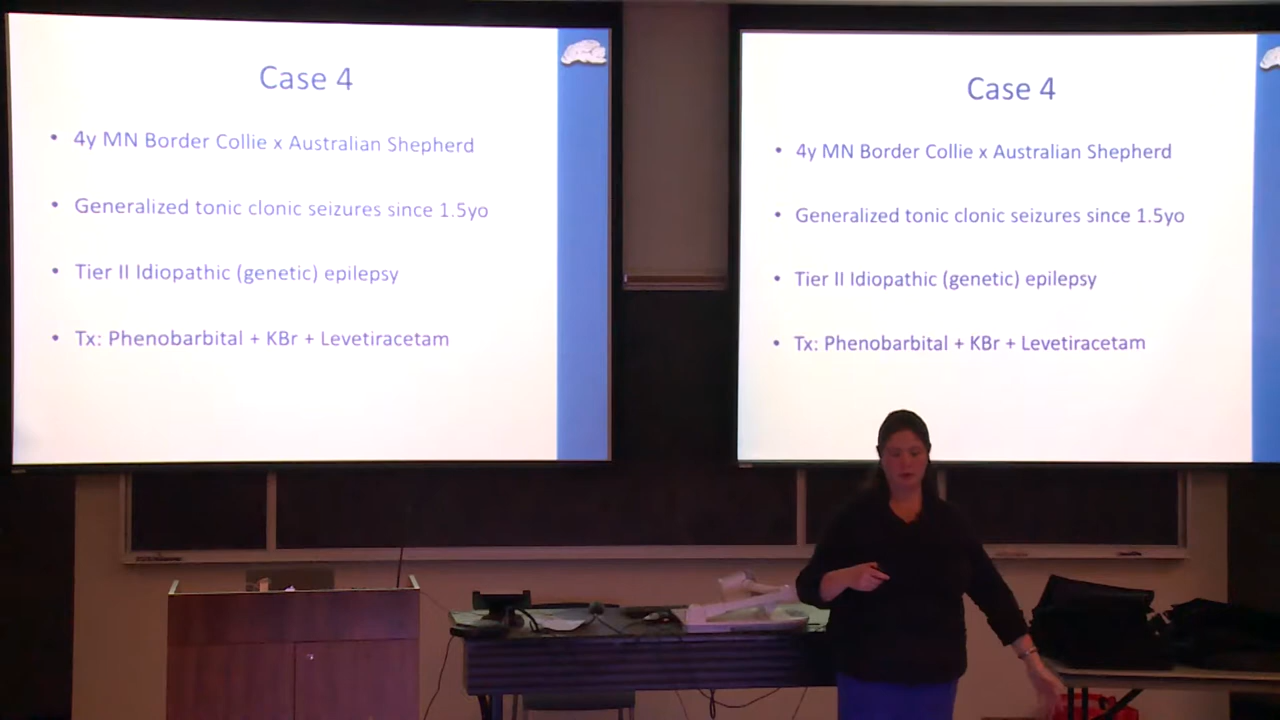 Case 4
• 4y MN Border Collie x Australian Shepherd
• Generalized tonic clonic seizures since 1.5yo
• Tier II Idiopathic (genetic) epilepsy
• Tx: Phenobarbital + KBr + Levetiracetam
Case 4
• 4y MN Border Collie x Australian Shepherd
• Generalized tonic clonic seizures since 1.5yo
• Tier II Idiopathic (genetic) epilepsy
• Tx: Phenobarbital + KBr + Levetiracetam